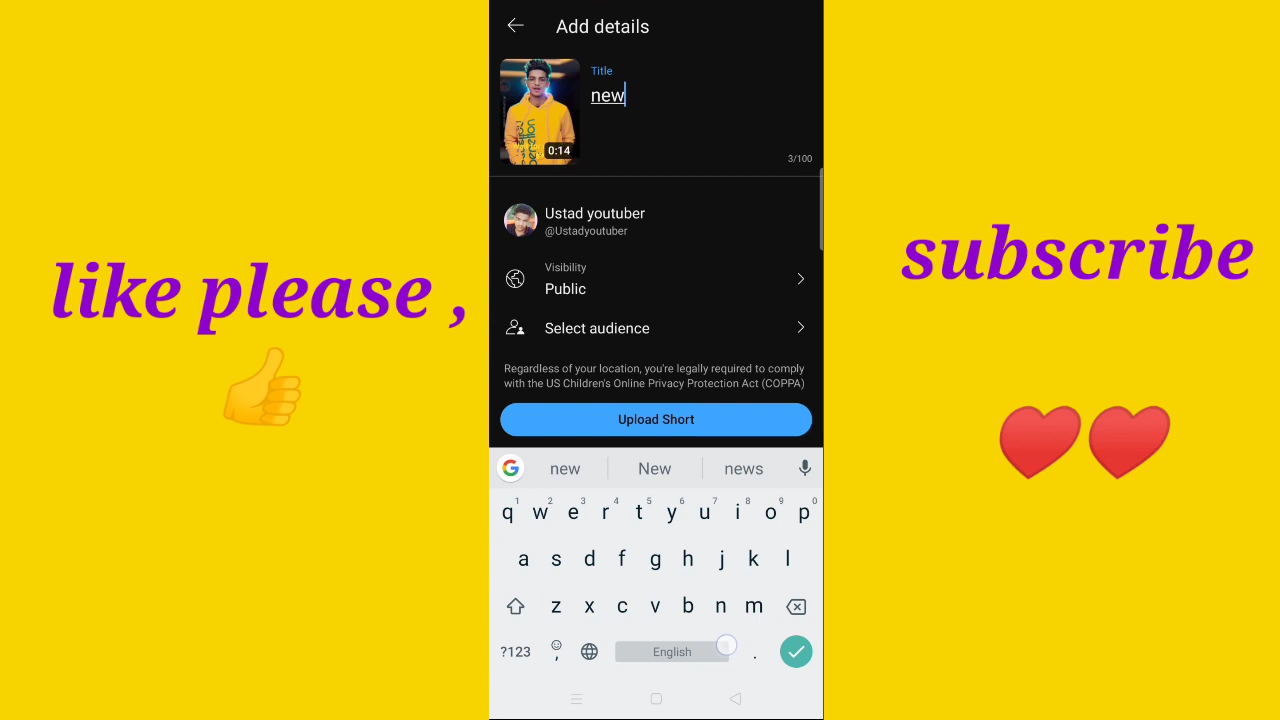 Add details
Title
new
0:14
3/100
Ustad youtuber
@Ustadyoutuber
Visibility
Public
Select audience
Regardless of your location, you're legally required to comply
with the US Children's Online Privacy Protection Act (COPPA)
Upload Short
new New news
1 2 3 4 5 6 7 8 9 0
q w e r t y u i o p
a s d f g h j k l
z x c v b n m
?123 , English .
like please ,
subscribe